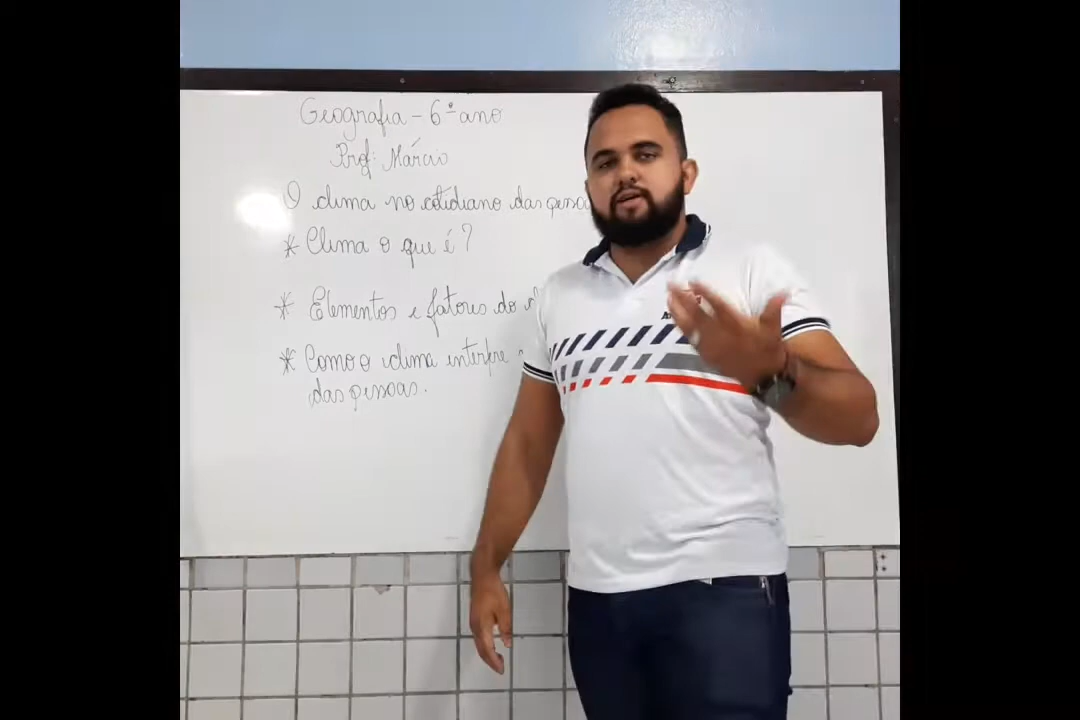 Geografia - 6º ano
Prof: Márcio
O clima no cotidiano das pesso
* Clima o que é?
* Elementos e fatores do
* Como o clima interfere
das pessoas.